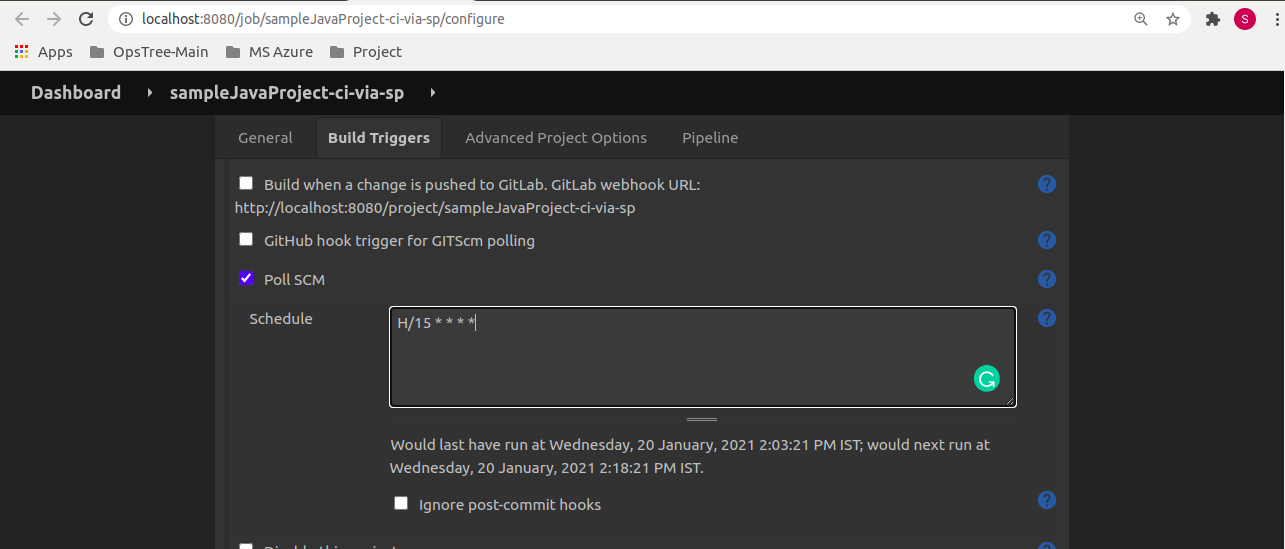 localhost:8080/job/sampleJavaProject-ci-via-sp/configure
S
Apps OpsTree-Main MS Azure Project
Dashboard sampleJavaProject-ci-via-sp
General Build Triggers Advanced Project Options Pipeline
Build when a change is pushed to GitLab. GitLab webhook URL: ?
http://localhost:8080/project/sampleJavaProject-ci-via-sp
GitHub hook trigger for GITScm polling ?
Poll SCM ?
Schedule H/15 * * * * ?
Would last have run at Wednesday, 20 January, 2021 2:03:21 PM IST; would next run at
Wednesday, 20 January, 2021 2:18:21 PM IST.
Ignore post-commit hooks ?